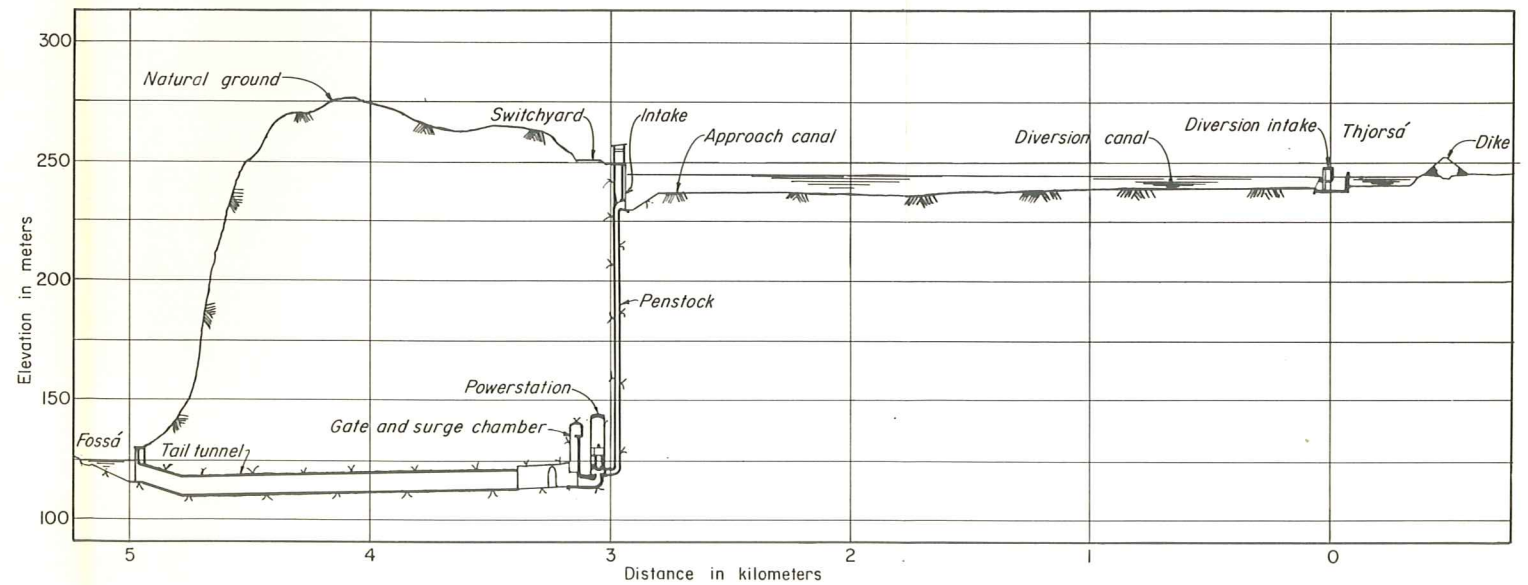 300
Natural ground
Switchyard
Intake
Approach canal
Diversion canal
Diversion intake
Thjorsá
Dike
250
200
Penstock
Elevation in meters
150
Powerstation
Gate and surge chamber
Fossá
Tail tunnel
100
5
4
3
2
1
0
Distance in kilometers